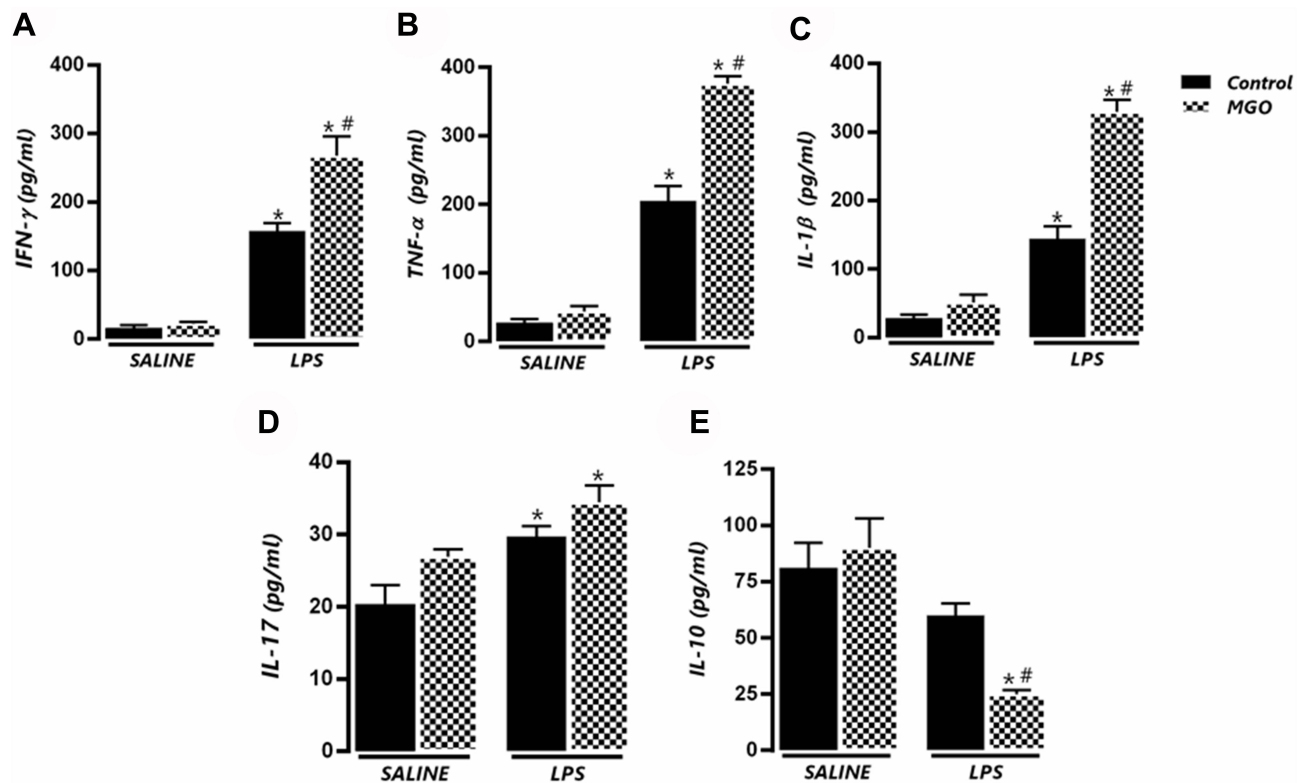 A
IFN-γ (pg/ml)
400
300
200
100
0
*
* #
SALINE
LPS
B
TNF-α (pg/ml)
400
300
200
100
0
*
* #
SALINE
LPS
C
IL-1β (pg/ml)
400
300
200
100
0
*
* #
SALINE
LPS
Control
MGO
D
IL-17 (pg/ml)
40
30
20
10
0
*
*
SALINE
LPS
E
IL-10 (pg/ml)
125
100
75
50
25
0
* #
SALINE
LPS